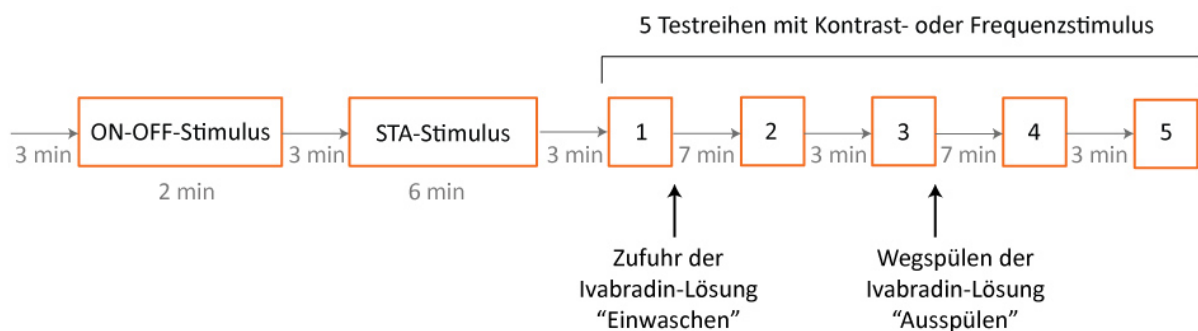 5 Testreihen mit Kontrast- oder Frequenzstimulus
3 min
ON-OFF-Stimulus
2 min
3 min
STA-Stimulus
6 min
3 min
1
7 min
2
3 min
3
7 min
4
3 min
5
Zufuhr der
Ivabradin-Lösung
"Einwaschen"
Wegspülen der
Ivabradin-Lösung
"Ausspülen"